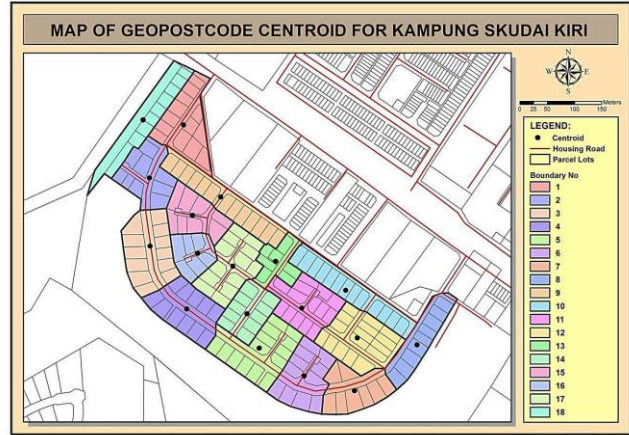 MAP OF GEOPOSTCODE CENTROID FOR KAMPUNG SKUDAI KIRI
N
W E
S
0 25 50 100 150 Meters
LEGEND:
Centroid
Housing Road
Parcel Lots
Boundary No
1
2
3
4
5
6
7
8
9
10
11
12
13
14
15
16
17
18